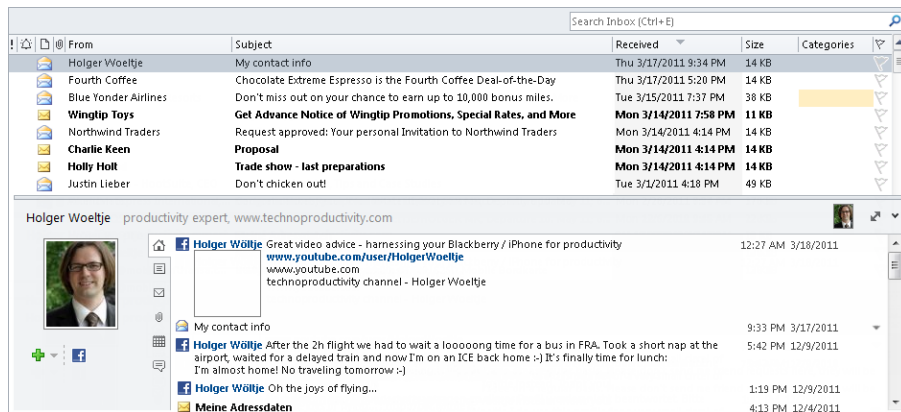 Search Inbox (Ctrl+E)
! From Subject Received Size Categories
Holger Woeltje My contact info Thu 3/17/2011 9:34 PM 14 KB
Fourth Coffee Chocolate Extreme Espresso is the Fourth Coffee Deal-of-the-Day Thu 3/17/2011 5:20 PM 14 KB
Blue Yonder Airlines Don't miss out on your chance to earn up to 10,000 bonus miles. Tue 3/15/2011 7:37 PM 38 KB
Wingtip Toys Get Advance Notice of Wingtip Promotions, Special Rates, and More Mon 3/14/2011 7:58 PM 11 KB
Northwind Traders Request approved: Your personal Invitation to Northwind Traders Mon 3/14/2011 4:14 PM 14 KB
Charlie Keen Proposal Mon 3/14/2011 4:14 PM 14 KB
Holly Holt Trade show - last preparations Mon 3/14/2011 4:14 PM 14 KB
Justin Lieber Don't chicken out! Tue 3/1/2011 4:18 PM 49 KB
Holger Woeltje productivity expert, www.technoproductivity.com
Holger Wöltje Great video advice - harnessing your Blackberry / iPhone for productivity 12:27 AM 3/18/2011
www.youtube.com/user/HolgerWoeltje
www.youtube.com
technoproductivity channel - Holger Woeltje
My contact info 9:33 PM 3/17/2011
Holger Wöltje After the 2h flight we had to wait a looooong time for a bus in FRA. Took a short nap at the 5:42 PM 12/9/2011
airport, waited for a delayed train and now I'm on an ICE back home :-) It's finally time for lunch:
I'm almost home! No traveling tomorrow :-)
Holger Wöltje Oh the joys of flying... 1:19 PM 12/9/2011
Meine Adressdaten 4:13 PM 12/4/2011